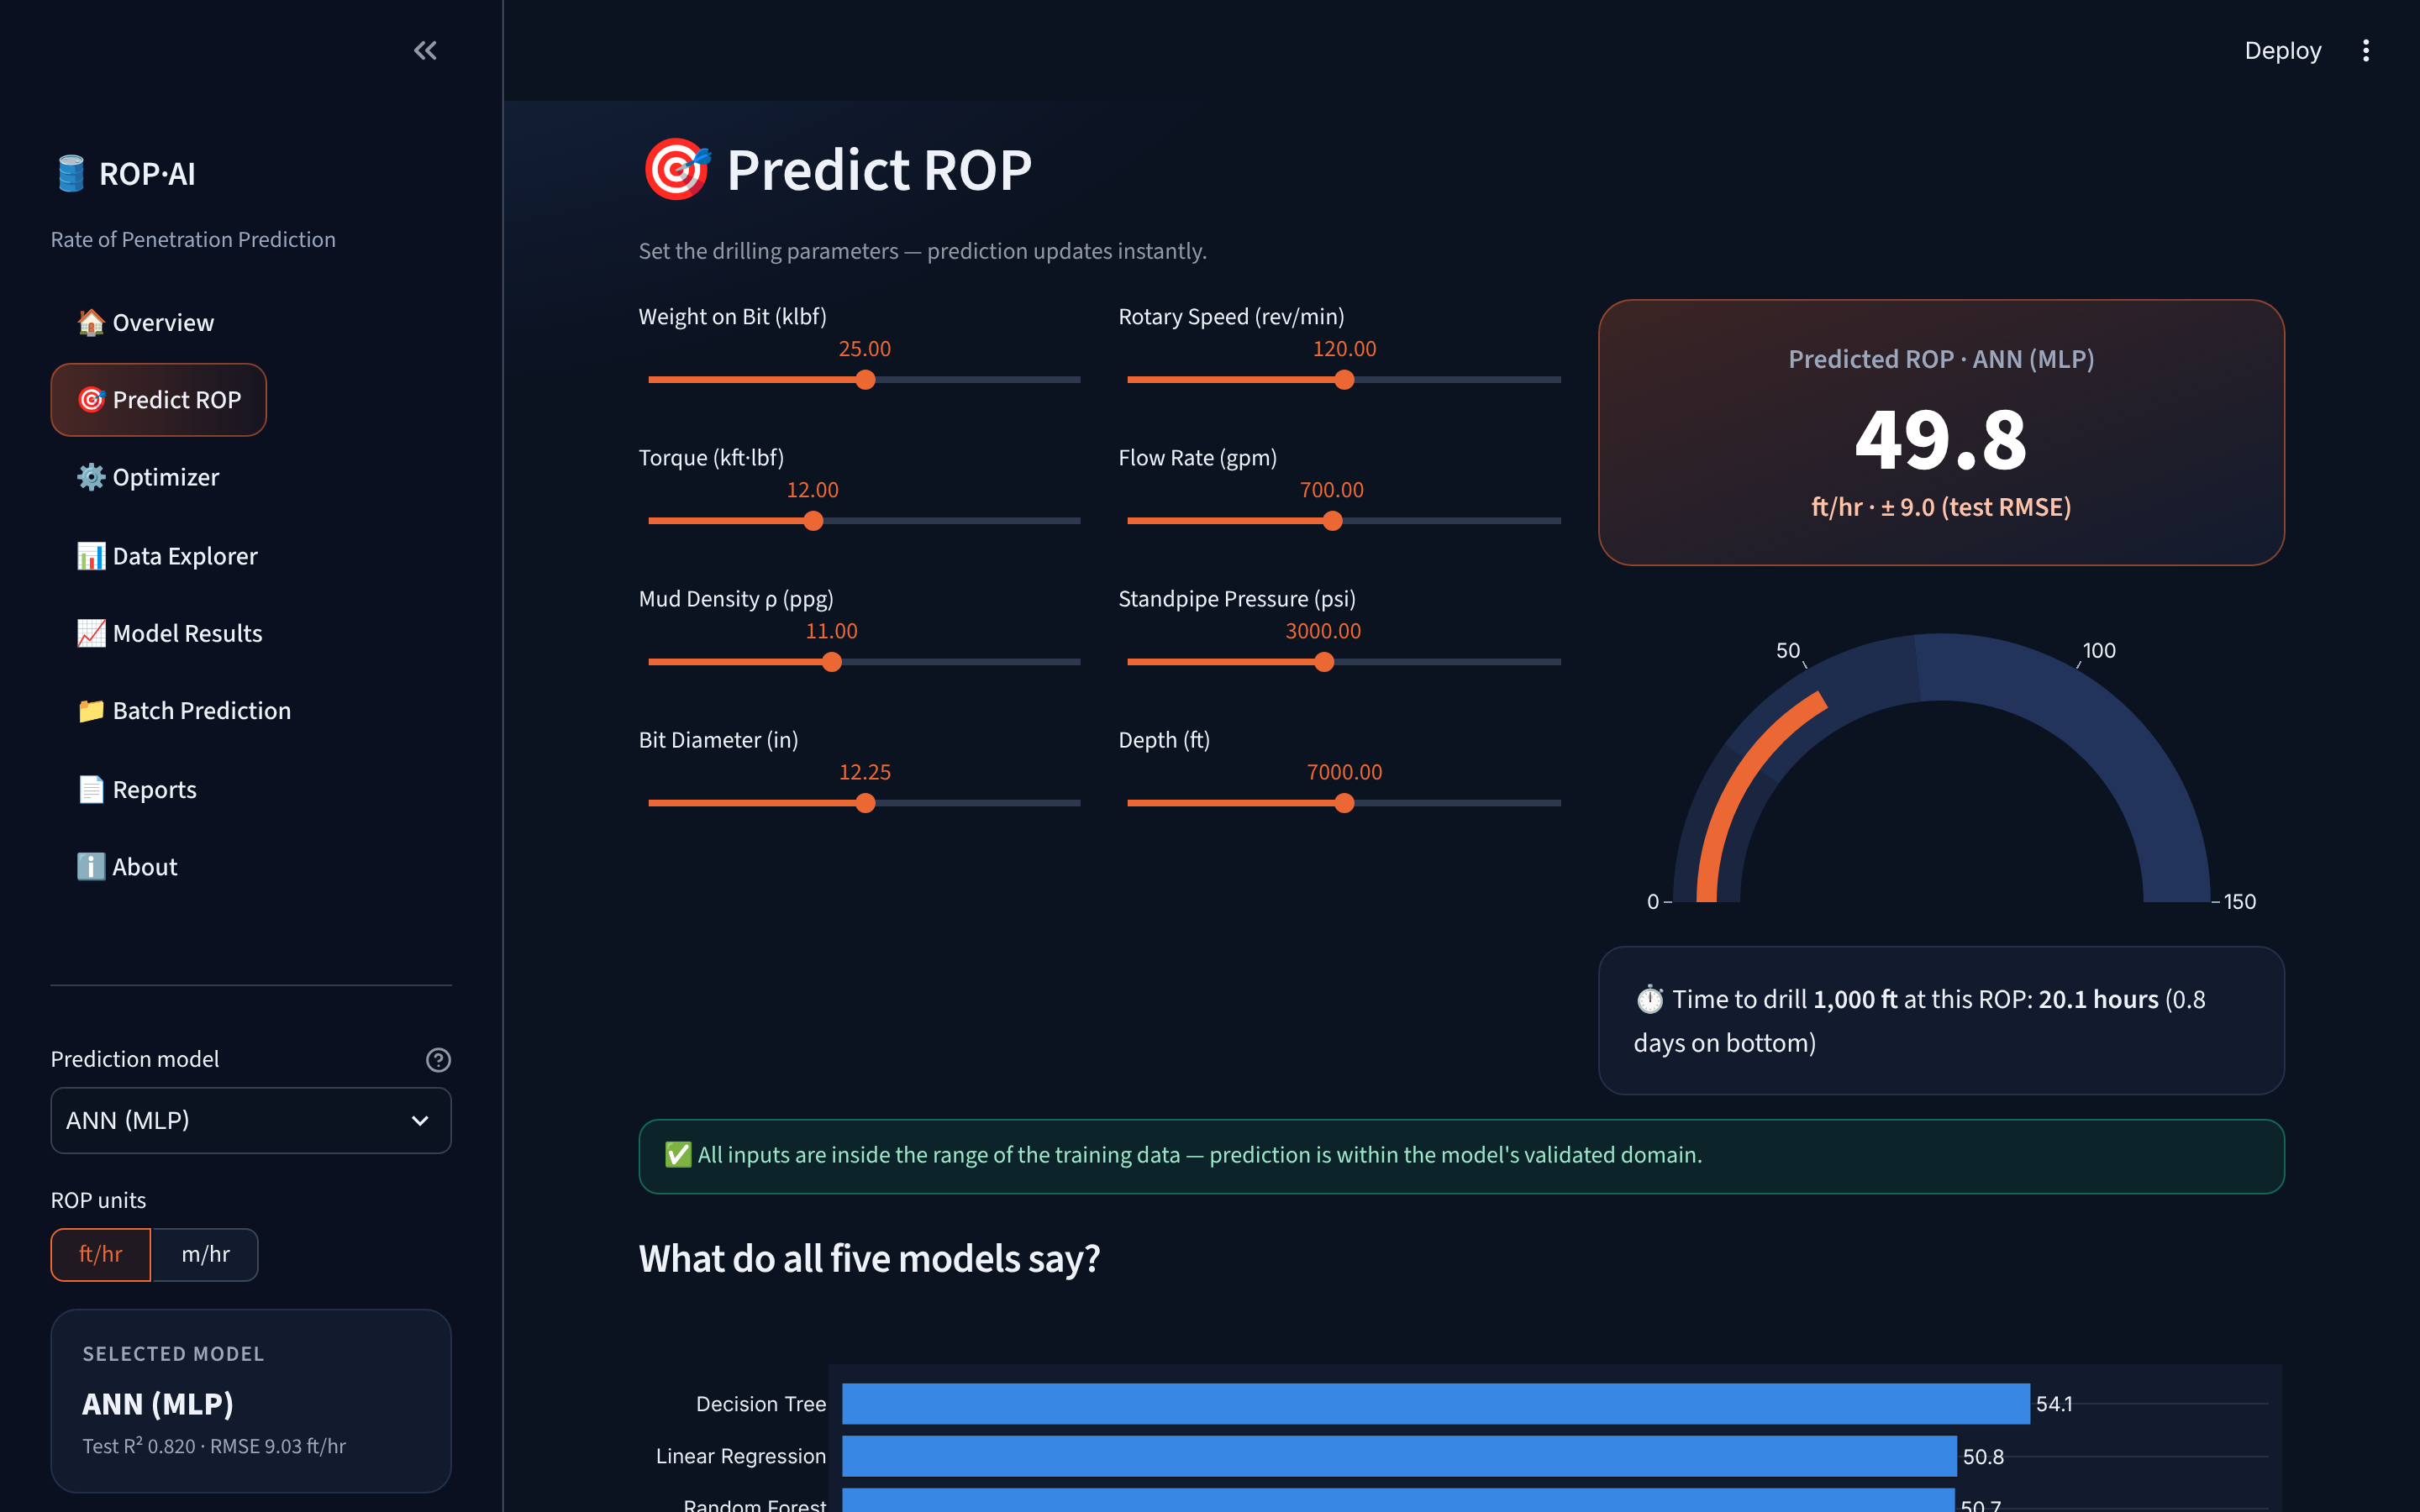 Deploy
ROP·AI
Rate of Penetration Prediction
Overview
Predict ROP
Optimizer
Data Explorer
Model Results
Batch Prediction
Reports
About
Prediction model
ANN (MLP)
ROP units
ft/hr
m/hr
SELECTED MODEL
ANN (MLP)
Test R² 0.820 · RMSE 9.03 ft/hr
Predict ROP
Set the drilling parameters — prediction updates instantly.
Weight on Bit (klbf)
25.00
Rotary Speed (rev/min)
120.00
Torque (kft·lbf)
12.00
Flow Rate (gpm)
700.00
Mud Density ρ (ppg)
11.00
Standpipe Pressure (psi)
3000.00
Bit Diameter (in)
12.25
Depth (ft)
7000.00
Predicted ROP · ANN (MLP)
49.8
ft/hr · ± 9.0 (test RMSE)
0
50
100
150
Time to drill 1,000 ft at this ROP: 20.1 hours (0.8
days on bottom)
All inputs are inside the range of the training data — prediction is within the model's validated domain.
What do all five models say?
Decision Tree 54.1
Linear Regression 50.8
Random Forest 50.7